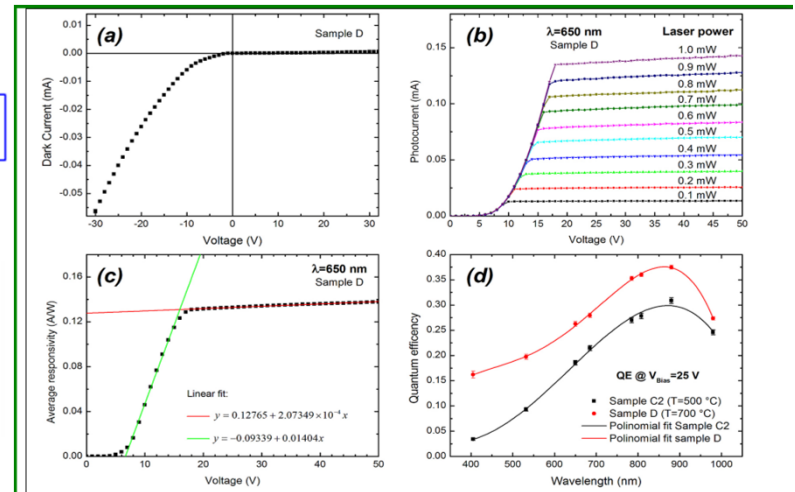 (a)
Sample D
0.01
0.00
-0.01
-0.02
-0.03
-0.04
-0.05
Dark Current (mA)
-30 -20 -10 0 10 20 30
Voltage (V)
(b)
λ=650 nm
Sample D
Laser power
1.0 mW
0.9 mW
0.8 mW
0.7 mW
0.6 mW
0.5 mW
0.4 mW
0.3 mW
0.2 mW
0.1 mW
0.15
0.10
0.05
0.00
Photocurrent (mA)
0 5 10 15 20 25 30 35 40 45 50
Voltage (V)
(c)
λ=650 nm
Sample D
0.16
0.12
0.08
0.04
0.00
Average responsivity (A/W)
Linear fit:
y = 0.12765+2.07349×10⁻⁴ x
y = −0.09339+0.01404x
0 10 20 30 40 50
Voltage (V)
(d)
0.40
0.35
0.30
0.25
0.20
0.15
0.10
0.05
0.00
Quantum efficency
QE @ V_Bias=25 V
Sample C2 (T=500 °C)
Sample D (T=700 °C)
Polinomial fit Sample C2
Polinomial fit sample D
400 500 600 700 800 900 1000 1100
Wavelength (nm)